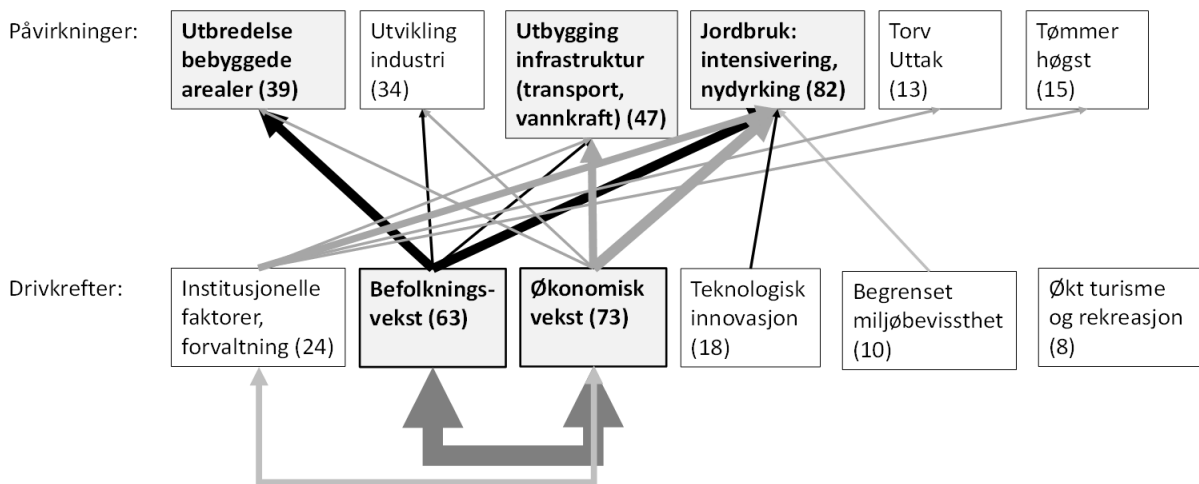 Påvirkninger:
Utbredelse
bebyggede
arealer (39)
Utvikling
industri
(34)
Utbygging
infrastruktur
(transport,
vannkraft) (47)
Jordbruk:
intensivering,
nydyrking (82)
Torv
Uttak
(13)
Tømmer
høgst
(15)
Drivkrefter:
Institusjonelle
faktorer,
forvaltning (24)
Befolknings-
vekst (63)
Økonomisk
vekst (73)
Teknologisk
innovasjon
(18)
Begrenset
miljøbevissthet
(10)
Økt turisme
og rekreasjon
(8)